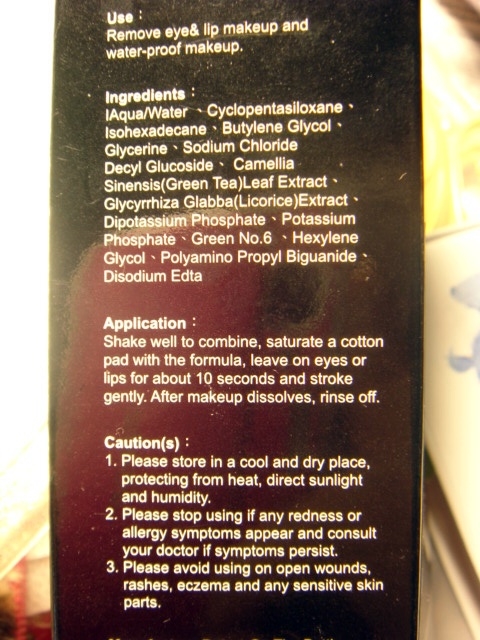 Use：
Remove eye& lip makeup and
water-proof makeup.
Ingredients：
IAqua/Water、Cyclopentasiloxane、
Isohexadecane、Butylene Glycol、
Glycerine、Sodium Chloride
Decyl Glucoside、Camellia
Sinensis(Green Tea)Leaf Extract、
Glycyrrhiza Glabba(Licorice)Extract、
Dipotassium Phosphate、Potassium
Phosphate、Green No.6 、Hexylene
Glycol、Polyamino Propyl Biguanide、
Disodium Edta
Application：
Shake well to combine, saturate a cotton
pad with the formula, leave on eyes or
lips for about 10 seconds and stroke
gently. After makeup dissolves, rinse off.
Caution(s)：
1. Please store in a cool and dry place,
protecting from heat, direct sunlight
and humidity.
2. Please stop using if any redness or
allergy symptoms appear and consult
your doctor if symptoms persist.
3. Please avoid using on open wounds,
rashes, eczema and any sensitive skin
parts.